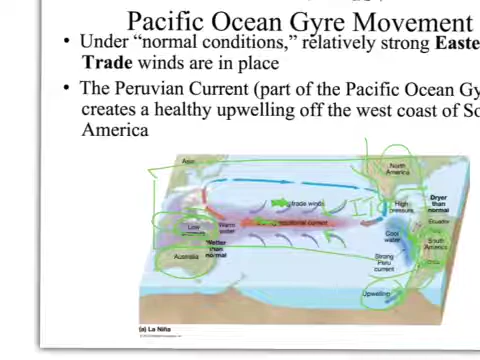 Pacific Ocean Gyre Movement
• Under “normal conditions,” relatively strong Easte
Trade winds are in place
• The Peruvian Current (part of the Pacific Ocean Gy
creates a healthy upwelling off the west coast of So
America
Asia
North
America
trade winds
High
pressure
Dryer
than
normal
Ecuador
Low
pressure
Warm
water
equatorial current
Cool
water
South
America
Wetter
than
normal
Australia
Strong
Peru
current
Upwelling
(a) La Niña